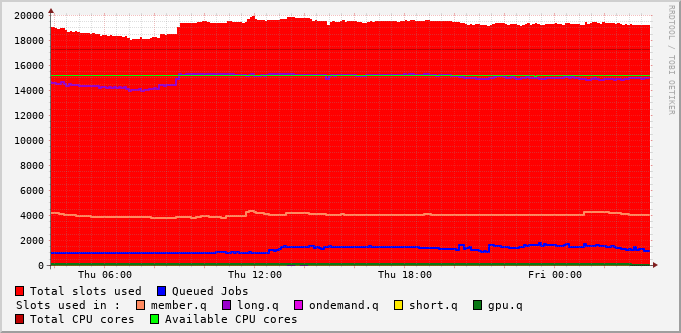 20000
18000
16000
14000
12000
10000
8000
6000
4000
2000
0
Thu 06:00 Thu 12:00 Thu 18:00 Fri 00:00
RRDTOOL / TOBI OETIKER
Total slots used Queued Jobs
Slots used in : member.q long.q ondemand.q short.q gpu.q
Total CPU cores Available CPU cores